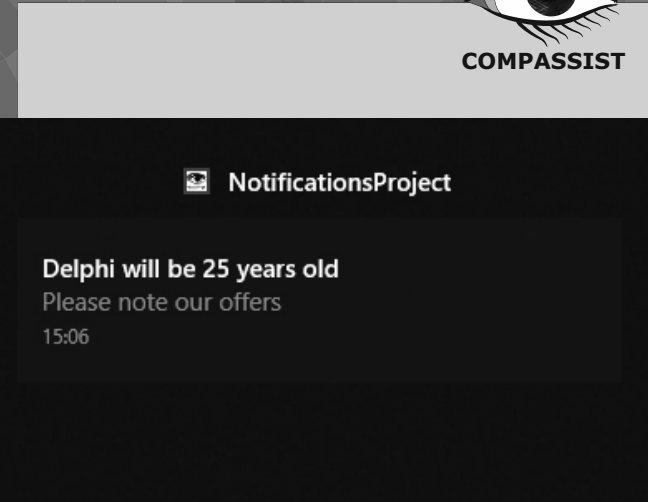 COMPASSIST
NotificationsProject
Delphi will be 25 years old
Please note our offers
15:06